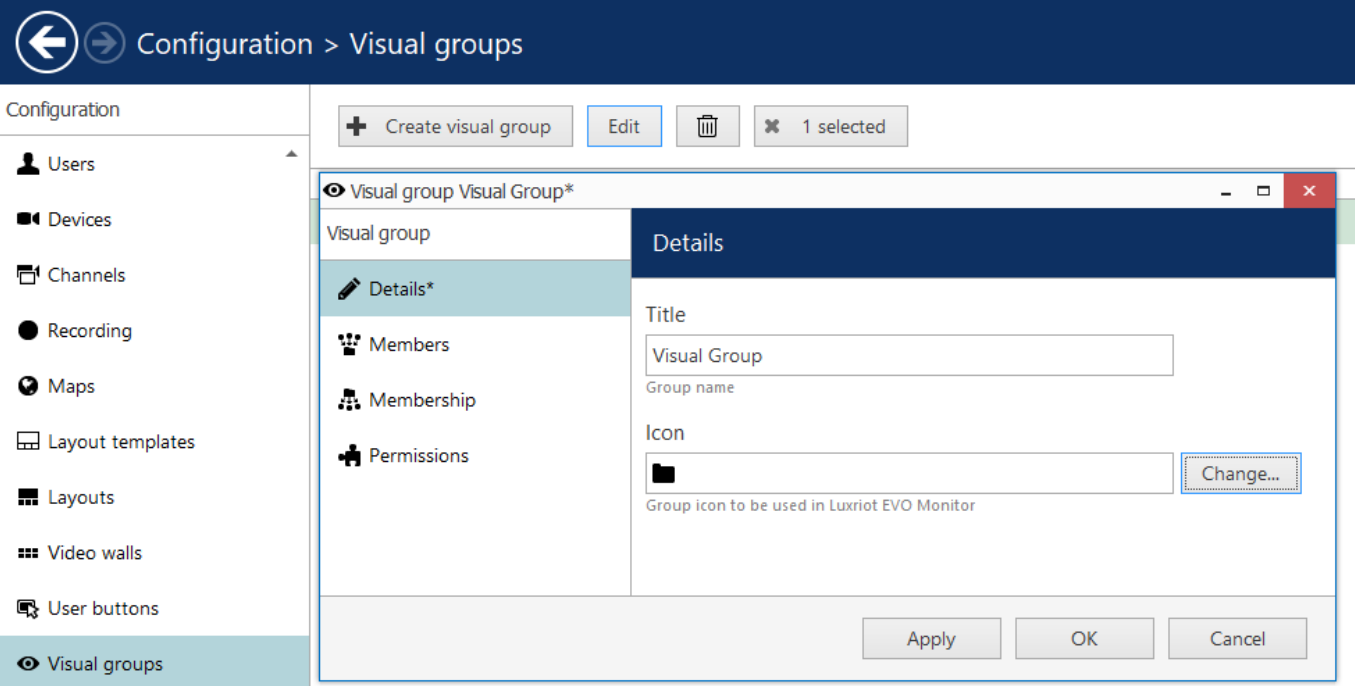 Configuration > Visual groups
Configuration
Users
Devices
Channels
Recording
Maps
Layout templates
Layouts
Video walls
User buttons
Visual groups
Create visual group
Edit
1 selected
Visual group Visual Group*
Visual group
Details*
Members
Membership
Permissions
Details
Title
Visual Group
Group name
Icon
Change...
Group icon to be used in Luxriot EVO Monitor
Apply
OK
Cancel